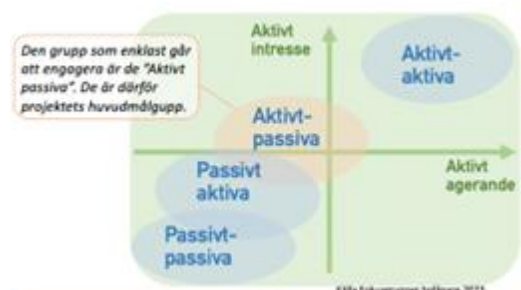 Den grupp som enklast går
att engagera är de "Aktivt
passiva". De är därför
projektets huvudmålgupp.
Aktivt
intresse
Aktivt-
aktiva
Aktivt-
passiva
Aktivt
agerande
Passivt
aktiva
Passivt-
passiva